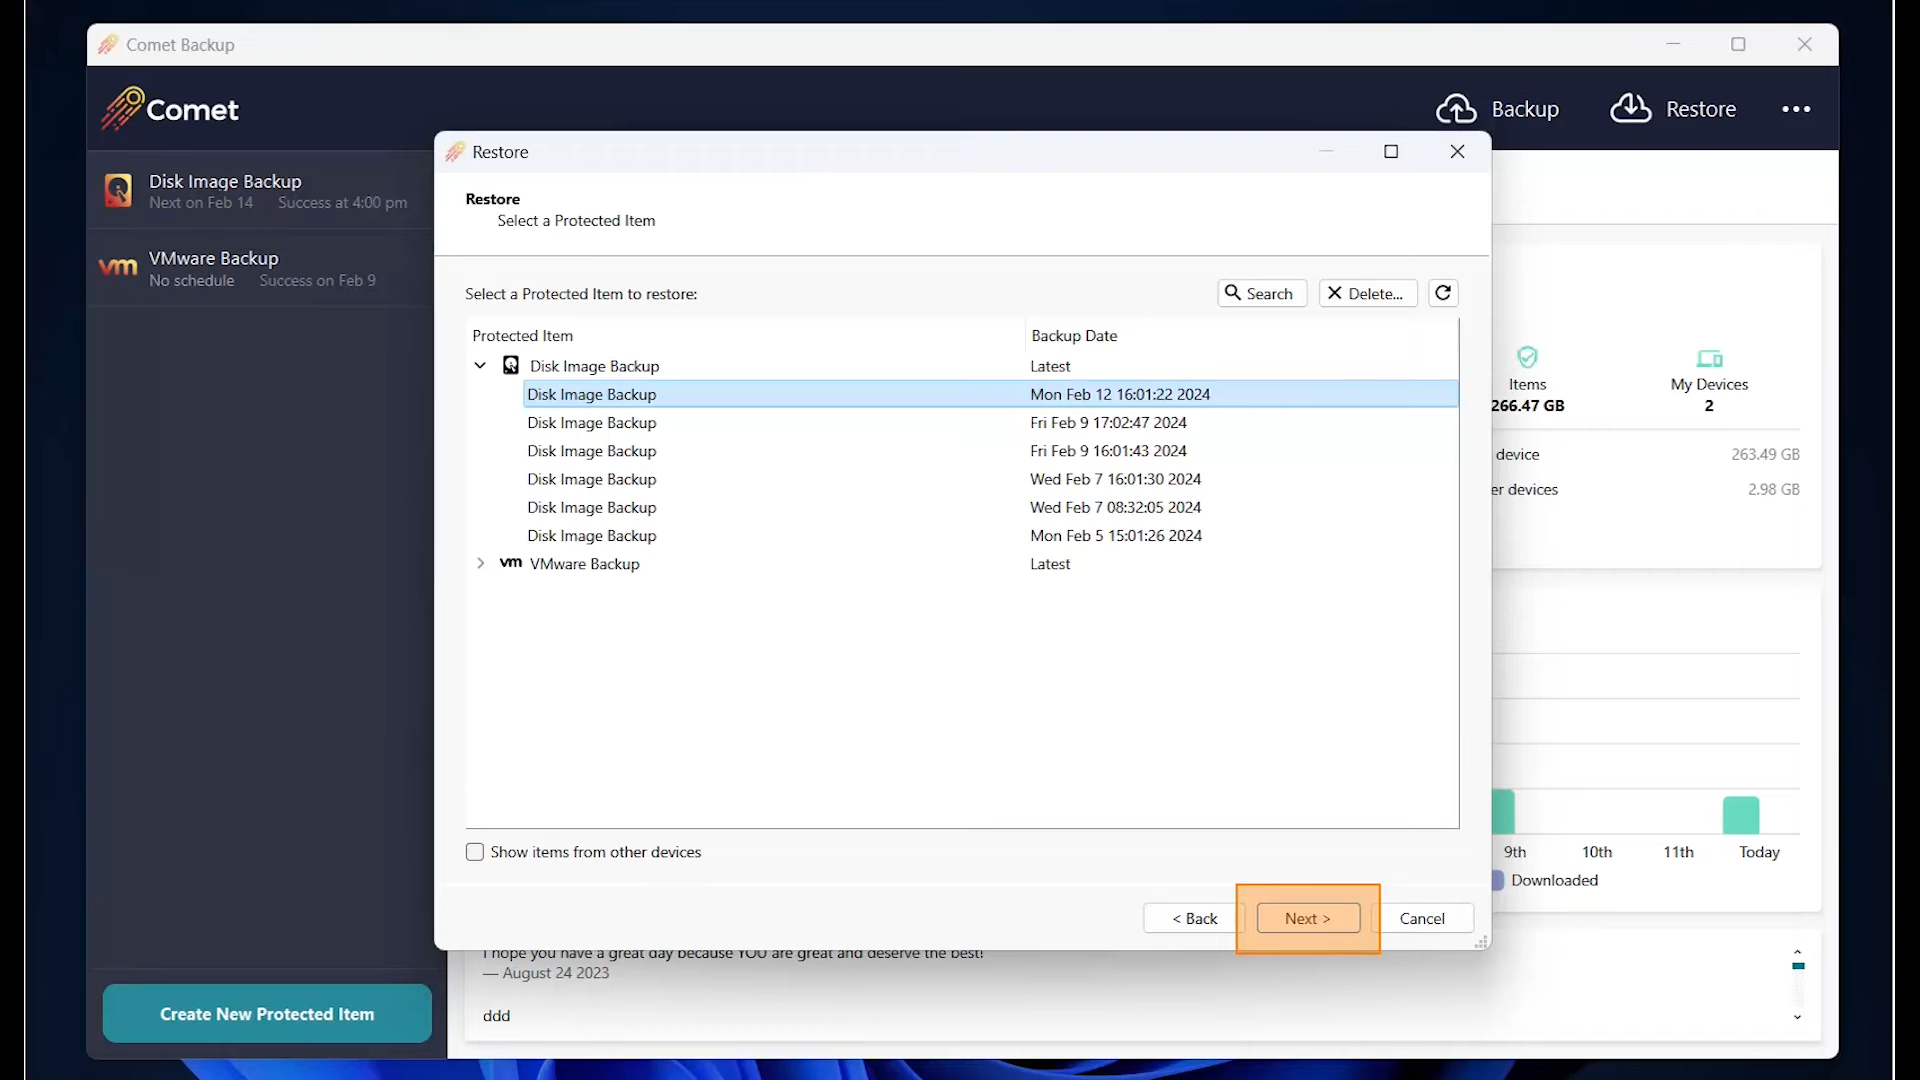 Comet Backup
Comet
Backup
Restore
Disk Image Backup
Next on Feb 14 Success at 4:00 pm
VMware Backup
No schedule Success on Feb 9
Restore
Restore
Select a Protected Item
Select a Protected Item to restore:
Search
Delete...
Protected Item Backup Date
Disk Image Backup Latest
Disk Image Backup Mon Feb 12 16:01:22 2024
Disk Image Backup Fri Feb 9 17:02:47 2024
Disk Image Backup Fri Feb 9 16:01:43 2024
Disk Image Backup Wed Feb 7 16:01:30 2024
Disk Image Backup Wed Feb 7 08:32:05 2024
Disk Image Backup Mon Feb 5 15:01:26 2024
vm VMware Backup Latest
Show items from other devices
< Back
Next >
Cancel
Items
266.47 GB
My Devices
2
device 263.49 GB
er devices 2.98 GB
9th 10th 11th Today
Downloaded
I hope you have a great day because YOU are great and deserve the best!
— August 24 2023
ddd
Create New Protected Item
vm